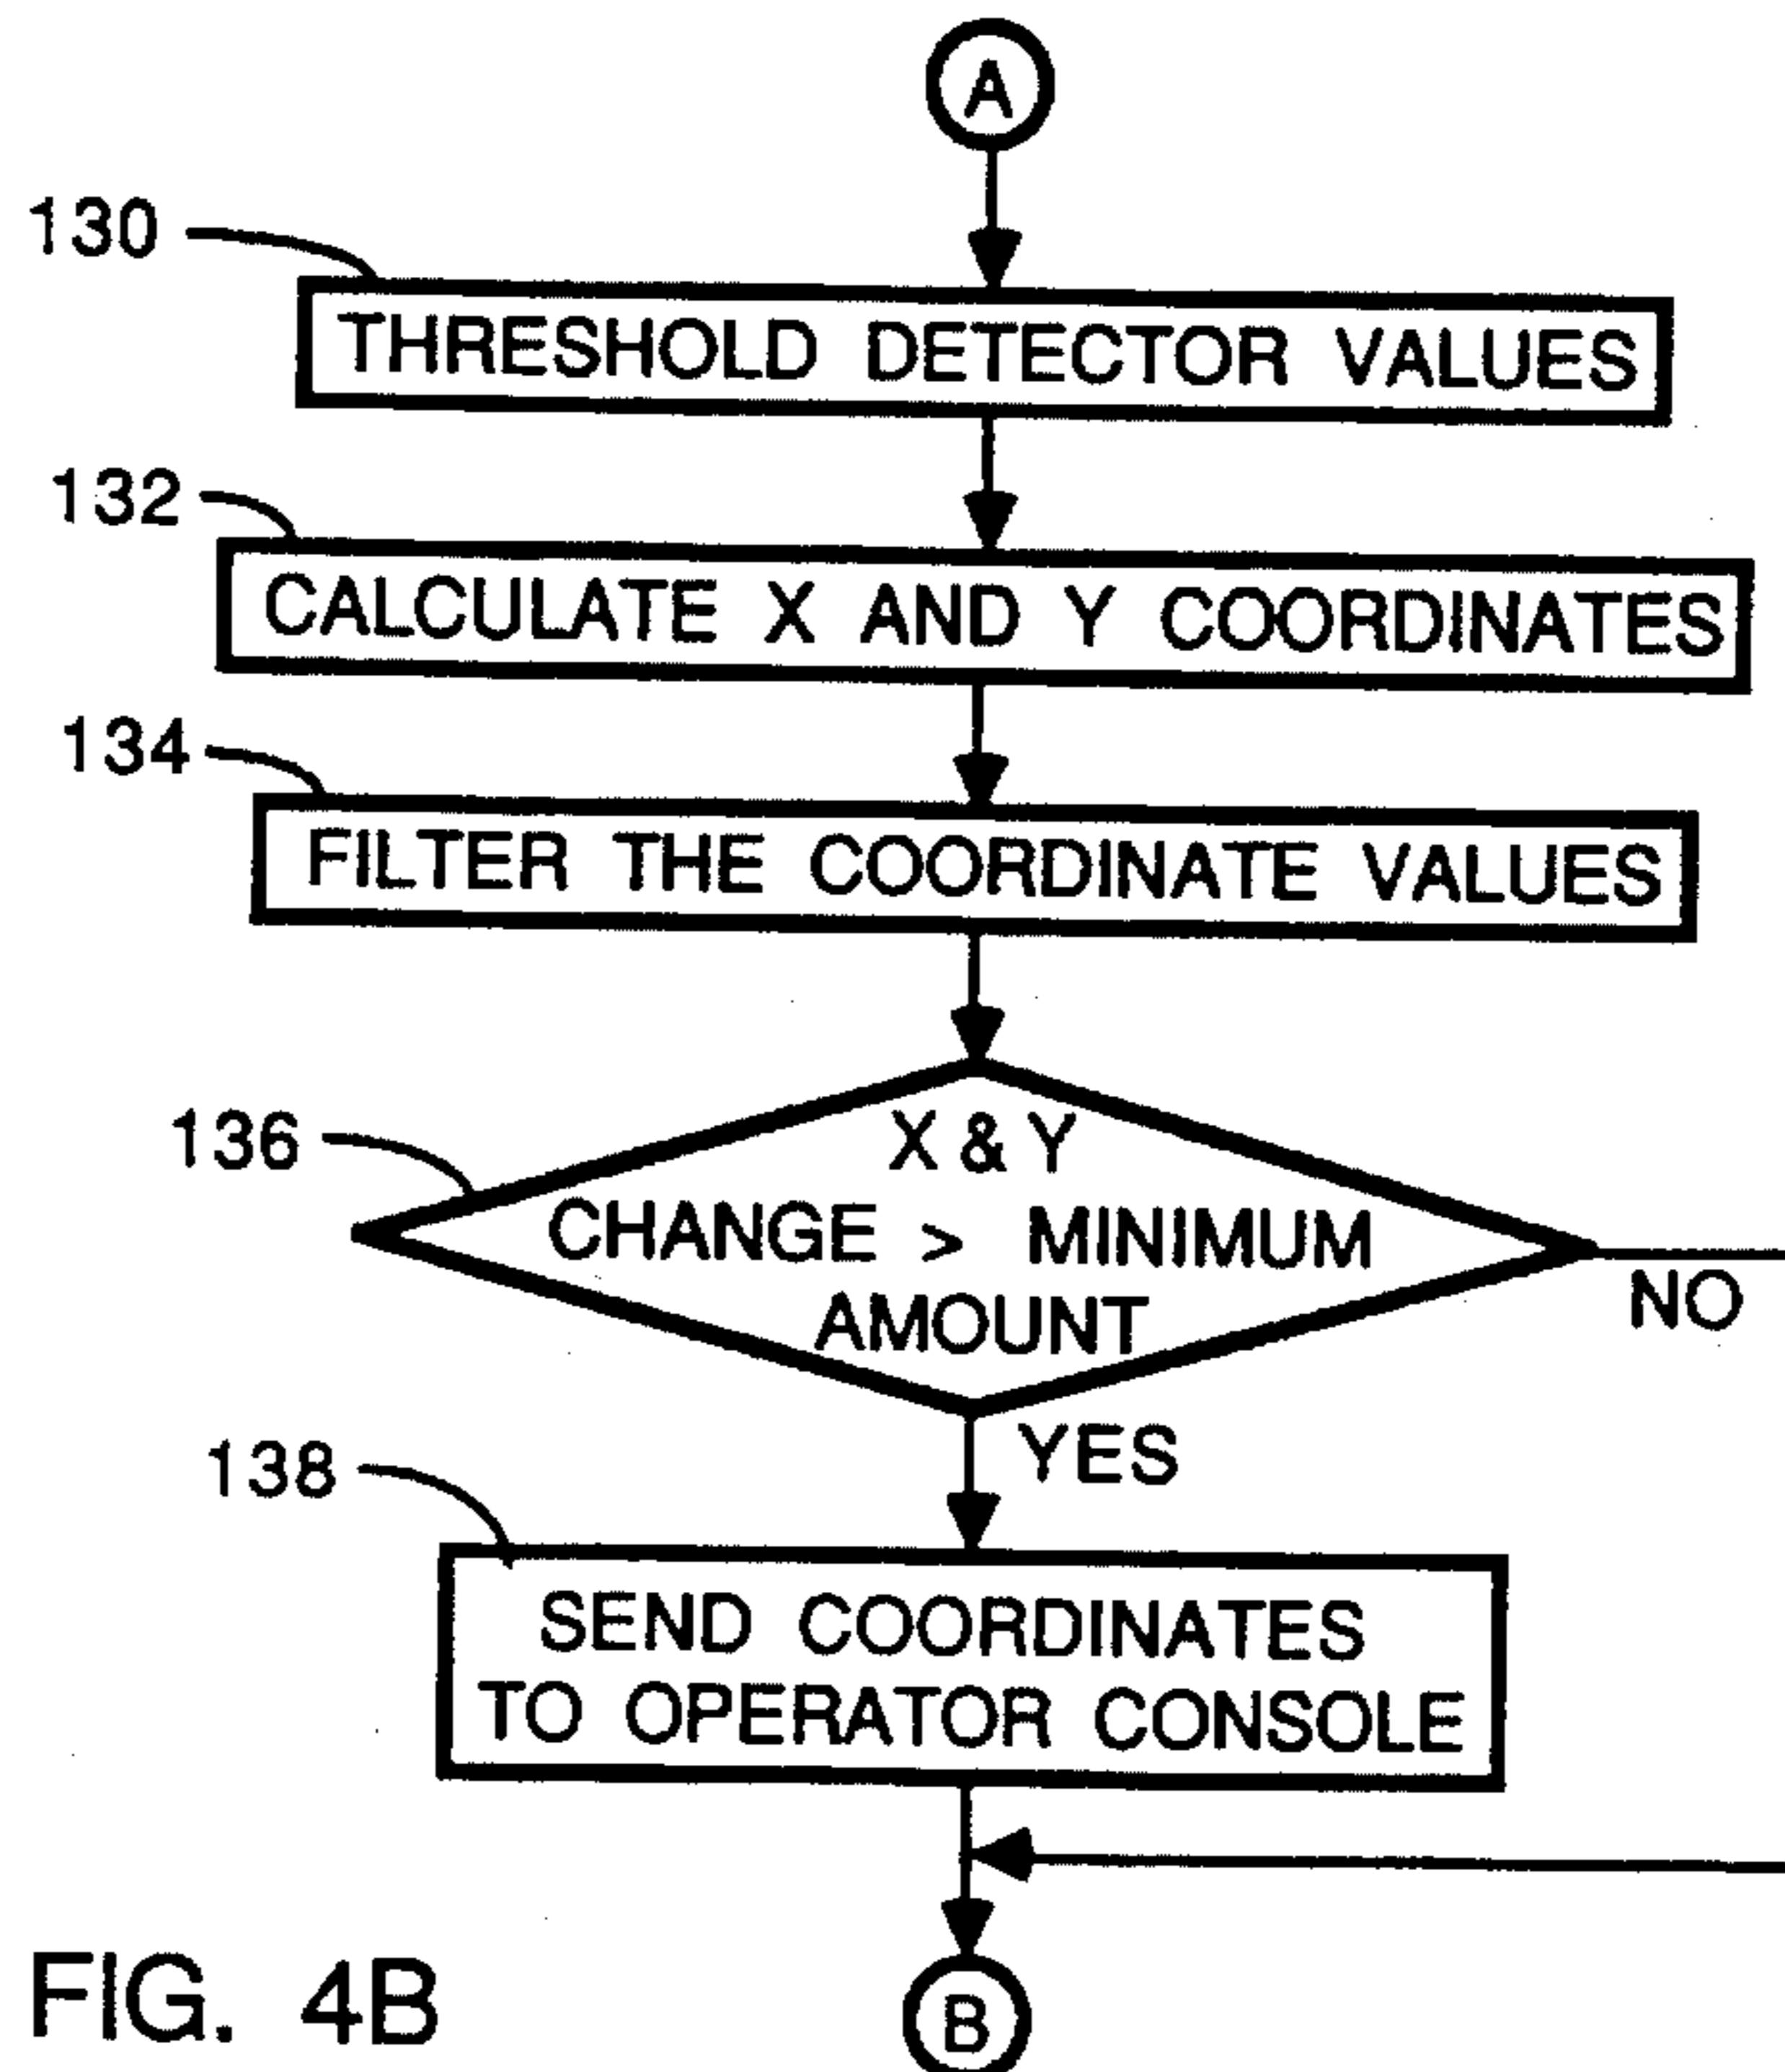 A
130
THRESHOLD DETECTOR VALUES
132
CALCULATE X AND Y COORDINATES
134
FILTER THE COORDINATE VALUES
136
X & Y
CHANGE > MINIMUM
AMOUNT
NO
YES
138
SEND COORDINATES
TO OPERATOR CONSOLE
B
FIG. 4B